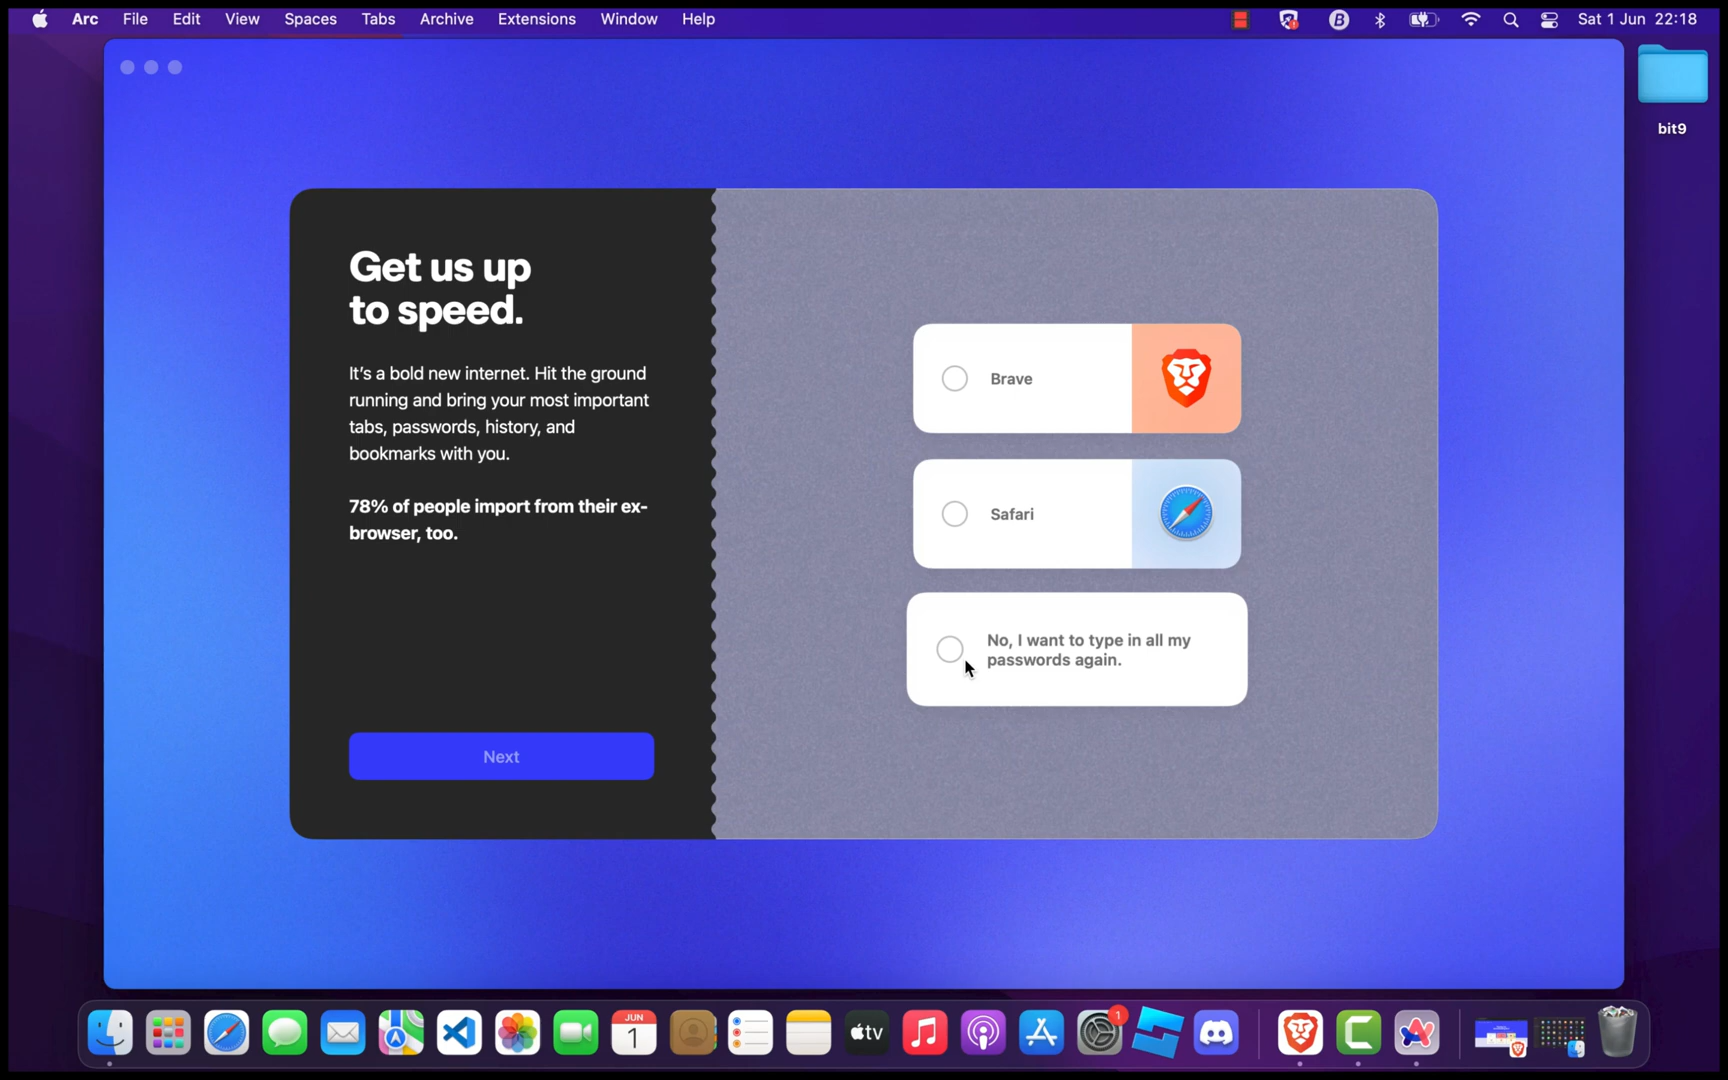 Arc File Edit View Spaces Tabs Archive Extensions Window Help
Sat 1 Jun 22:18
bit9
Get us up
to speed.
It's a bold new internet. Hit the ground
running and bring your most important
tabs, passwords, history, and
bookmarks with you.
78% of people import from their ex-
browser, too.
Next
Brave
Safari
No, I want to type in all my
passwords again.
JUN
1
tv
1